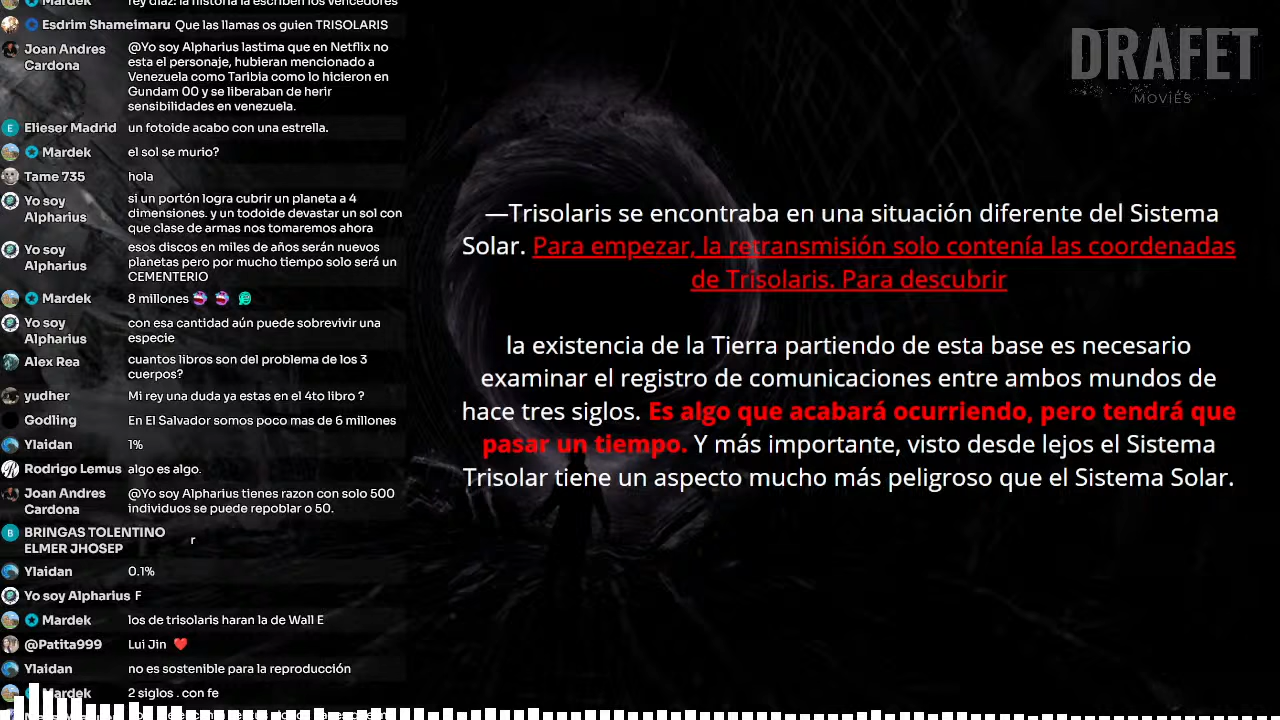 Mardek rey diaz: la historia la escriben los vencedores
Esdrim Shameimaru Que las llamas os guien TRISOLARIS
Joan Andres Cardona @Yo soy Alpharius lastima que en Netflix no
esta el personaje, hubieran mencionado a
Venezuela como Taribia como lo hicieron en
Gundam 00 y se liberaban de herir
sensibilidades en venezuela.
Elieser Madrid un fotoide acabo con una estrella.
Mardek el sol se murio?
Tame 735 hola
Yo soy Alpharius si un portón logra cubrir un planeta a 4
dimensiones. y un todoide devastar un sol con
que clase de armas nos tomaremos ahora
Yo soy Alpharius esos discos en miles de años serán nuevos
planetas pero por mucho tiempo solo será un
CEMENTERIO
Mardek 8 millones
Yo soy Alpharius con esa cantidad aún puede sobrevivir una
especie
Alex Rea cuantos libros son del problema de los 3
cuerpos?
yudher Mi rey una duda ya estas en el 4to libro ?
Godling En El Salvador somos poco mas de 6 millones
Ylaidan 1%
Rodrigo Lemus algo es algo.
Joan Andres Cardona @Yo soy Alpharius tienes razon con solo 500
individuos se puede repoblar o 50.
BRINGAS TOLENTINO
ELMER JHOSEP r
Ylaidan 0.1%
Yo soy Alpharius F
Mardek los de trisolaris haran la de Wall E
@Patita999 Lui Jin ❤️
Ylaidan no es sostenible para la reproducción
Mardek 2 siglos . con fe
DRAFET
MOVIES
—Trisolaris se encontraba en una situación diferente del Sistema
Solar. Para empezar, la retransmisión solo contenía las coordenadas
de Trisolaris. Para descubrir
la existencia de la Tierra partiendo de esta base es necesario
examinar el registro de comunicaciones entre ambos mundos de
hace tres siglos. Es algo que acabará ocurriendo, pero tendrá que
pasar un tiempo. Y más importante, visto desde lejos el Sistema
Trisolar tiene un aspecto mucho más peligroso que el Sistema Solar.